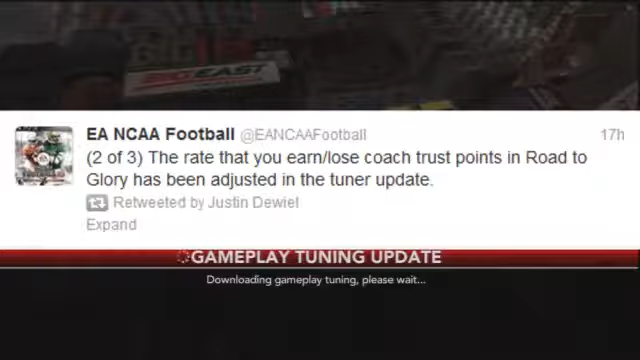 BIG EAST
EA NCAA Football @EANCAAFootball 17h
(2 of 3) The rate that you earn/lose coach trust points in Road to
Glory has been adjusted in the tuner update.
Retweeted by Justin Dewiel
Expand
GAMEPLAY TUNING UPDATE
Downloading gameplay tuning, please wait...